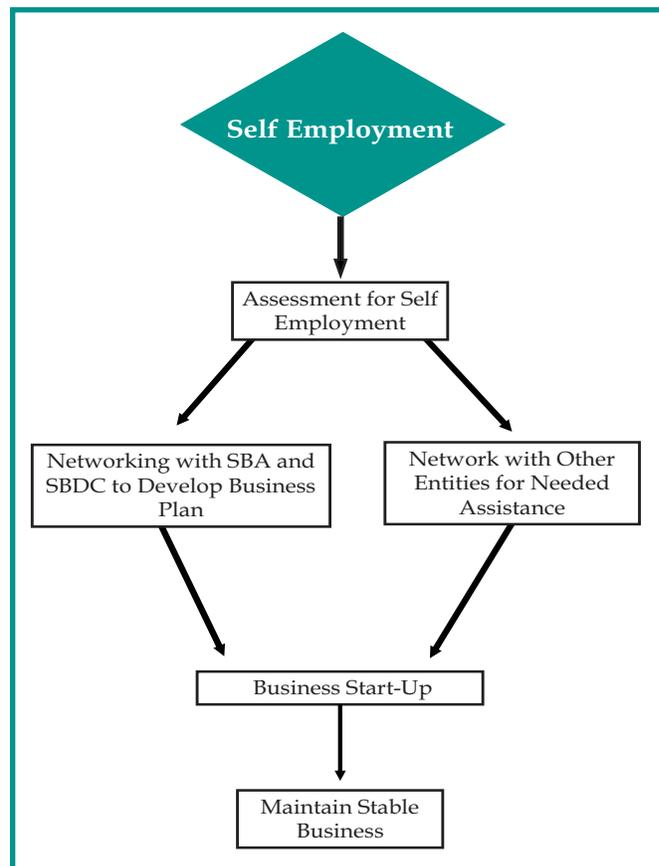 Self Employment
Assessment for Self
Employment
Networking with SBA and
SBDC to Develop Business
Plan
Network with Other
Entities for Needed
Assistance
Business Start-Up
Maintain Stable
Business